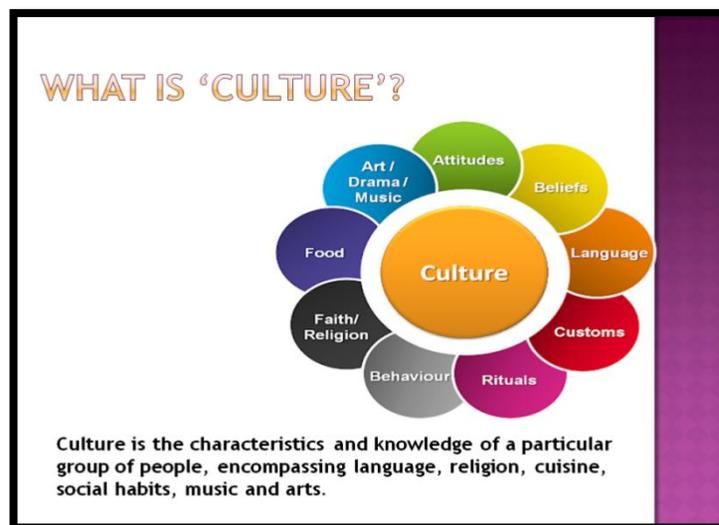 WHAT IS ‘CULTURE’?
Attitudes
Beliefs
Language
Customs
Rituals
Behaviour
Faith/
Religion
Food
Art /
Drama /
Music
Culture
Culture is the characteristics and knowledge of a particular
group of people, encompassing language, religion, cuisine,
social habits, music and arts.